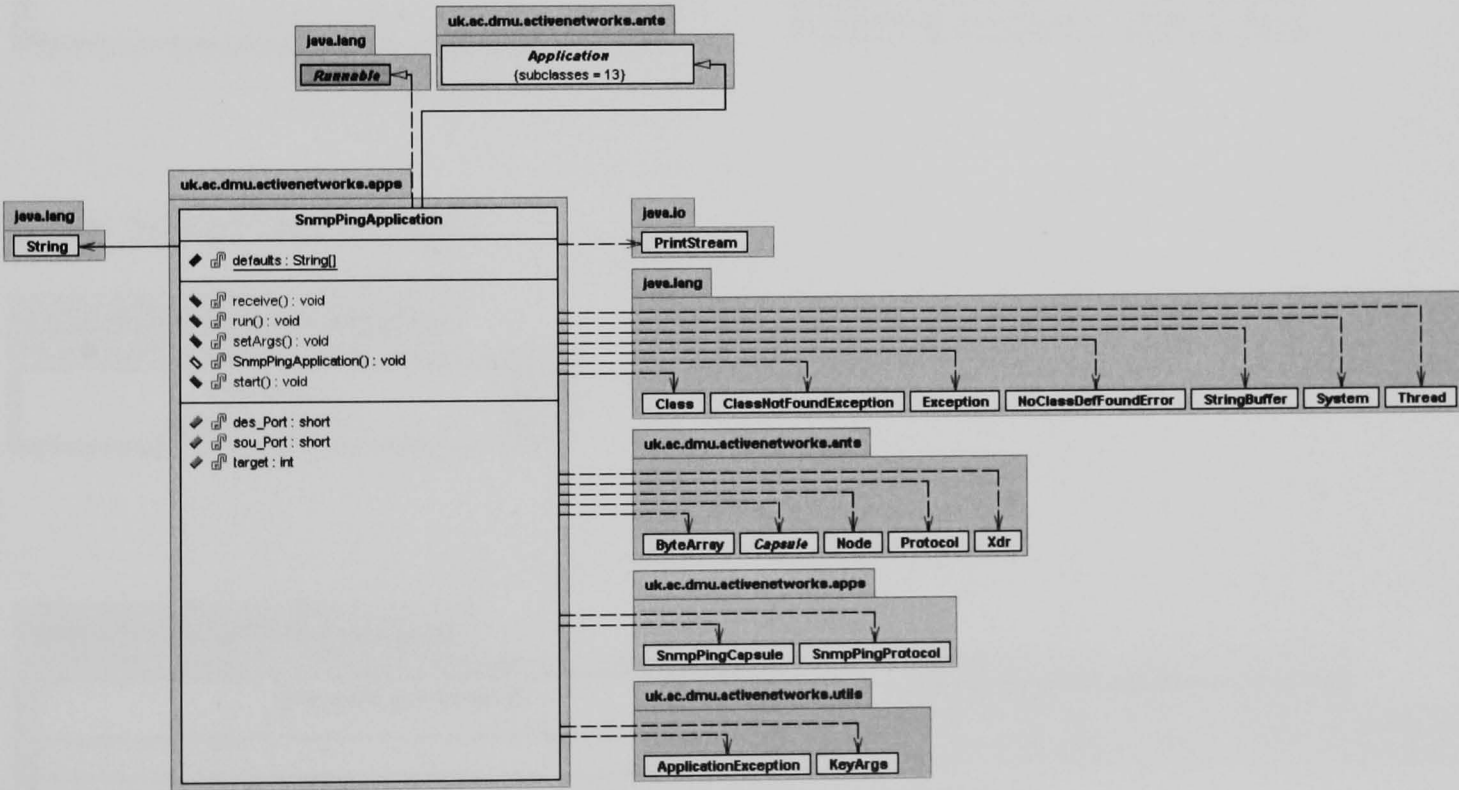 uk.ac.dmu.activenetworks.ants
java.lang
Application
{subclasses = 13}
Runnable
uk.ac.dmu.activenetworks.apps
java.lang
String
SnmpPingApplication
defaults : String[]
receive() : void
run() : void
setArgs() : void
SnmpPingApplication() : void
start() : void
des_Port : short
sou_Port : short
target : int
java.io
PrintStream
java.lang
Class ClassNotFoundException Exception NoClassDefFoundError StringBuffer System Thread
uk.ac.dmu.activenetworks.ants
ByteArray Capsule Node Protocol Xdr
uk.ac.dmu.activenetworks.apps
SnmpPingCapsule SnmpPingProtocol
uk.ac.dmu.activenetworks.utils
ApplicationException KeyArgs